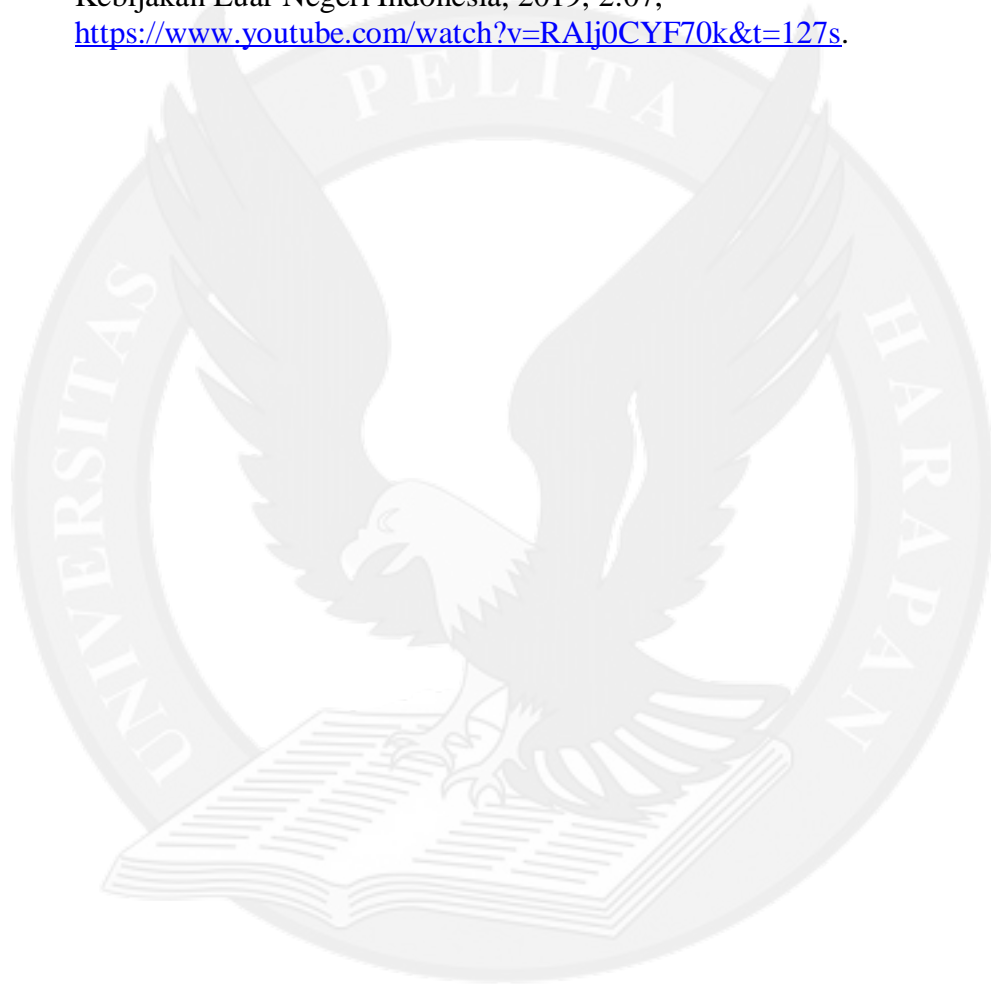 Kebijakan Luar Negeri Indonesia, 2019, 2:07,
https://www.youtube.com/watch?v=RAlj0CYF70k&t=127s.
UNIVERSITAS PELITA HARAPAN